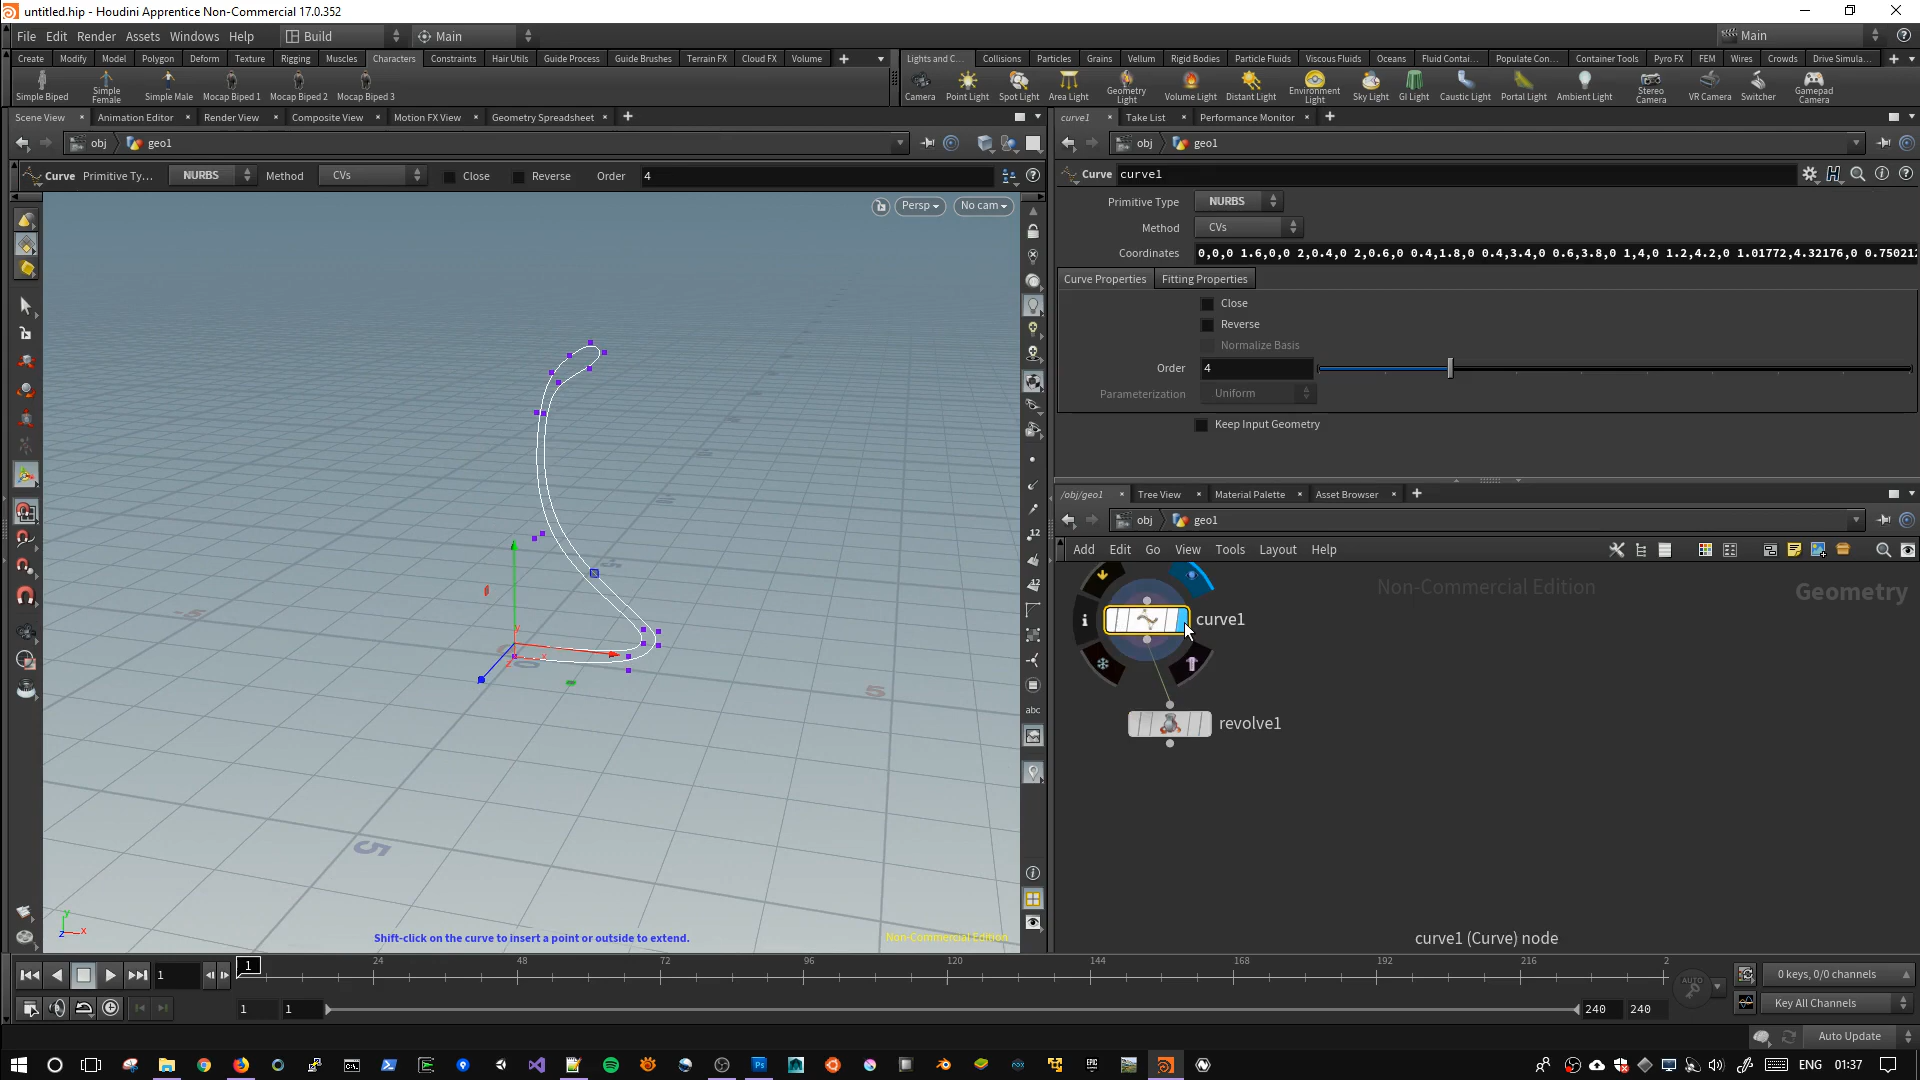 untitled.hip - Houdini Apprentice Non-Commercial 17.0.352
File Edit Render Assets Windows Help Build Main Main
Create Modify Model Polygon Deform Texture Rigging Muscles Characters Constraints Hair Utils Guide Process Guide Brushes Terrain FX Cloud FX Volume
Lights and C... Collisions Particles Grains Vellum Rigid Bodies Particle Fluids Viscous Fluids Oceans Fluid Contai... Populate Con... Container Tools Pyro FX FEM Wires Crowds Drive Simula...
Simple Biped Simple Female Simple Male Mocap Biped 1 Mocap Biped 2 Mocap Biped 3
Camera Point Light Spot Light Area Light Geometry Light Volume Light Distant Light Environment Light Sky Light GI Light Caustic Light Portal Light Ambient Light Stereo Camera VR Camera Switcher Gamepad Camera
Scene View Animation Editor Render View Composite View Motion FX View Geometry Spreadsheet
curve1 Take List Performance Monitor
obj geo1
obj geo1
Curve Primitive Ty... NURBS Method CVs Close Reverse Order 4
Curve curve1
Persp No cam
Primitive Type NURBS
Method CVs
Coordinates 0,0,0 1.6,0,0 2,0.4,0 2,0.6,0 0.4,1.8,0 0.4,3.4,0 0.6,3.8,0 1,4,0 1.2,4.2,0 1.01772,4.32176,0 0.750212
Curve Properties Fitting Properties
Close
Reverse
Normalize Basis
Order 4
Parameterization Uniform
Keep Input Geometry
/obj/geo1 Tree View Material Palette Asset Browser
obj geo1
Add Edit Go View Tools Layout Help
Non-Commercial Edition Geometry
curve1
revolve1
curve1 (Curve) node
12
12
abc
5
5
y
x
z
y
z x
Shift-click on the curve to insert a point or outside to extend.
Non-Commercial Edition
1 1 24 48 72 96 120 144 168 192 216 2
AUTO
0 keys, 0/0 channels
1 1 240 240
Key All Channels
Auto Update
ENG 01:37